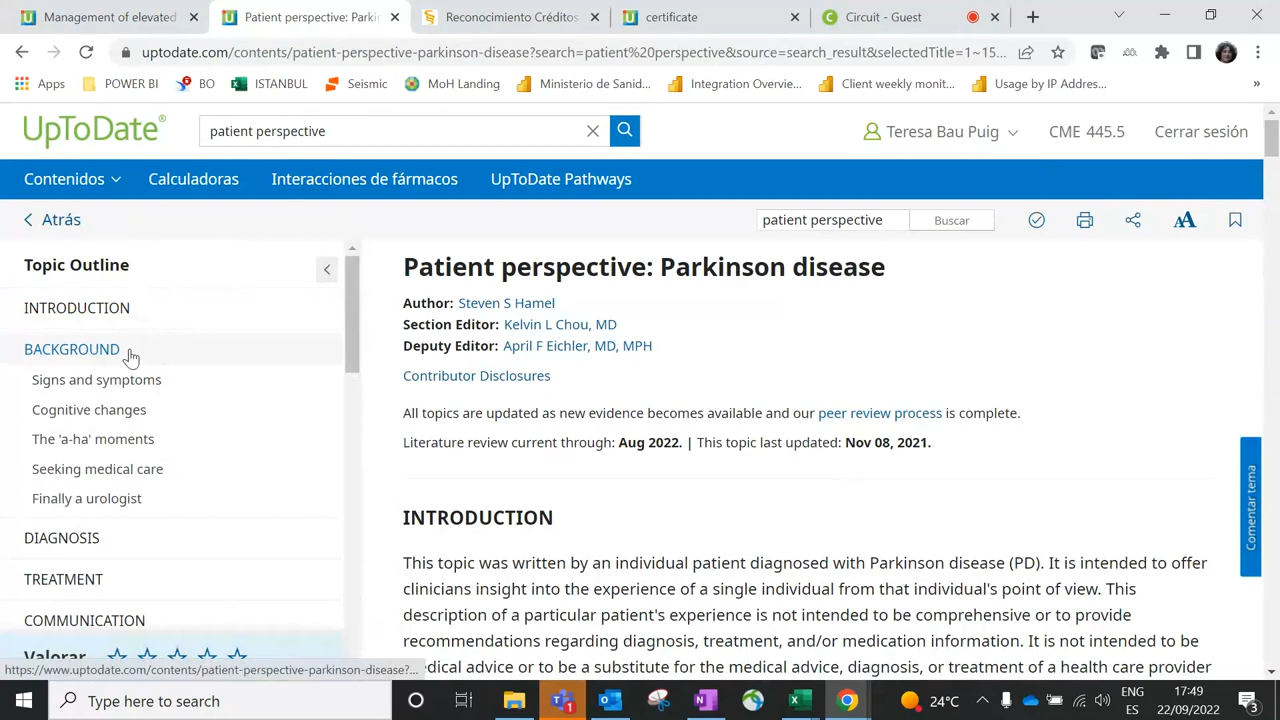 Management of elevated
Patient perspective: Parkin
Reconocimiento Créditos
certificate
Circuit - Guest
uptodate.com/contents/patient-perspective-parkinson-disease?search=patient%20perspective&source=search_result&selectedTitle=1~15...
Apps
POWER BI
BO
ISTANBUL
Seismic
MoH Landing
Ministerio de Sanid...
Integration Overvie...
Client weekly monit...
Usage by IP Addres...
»
UpToDate®
patient perspective
Teresa Bau Puig
CME 445.5
Cerrar sesión
Contenidos
Calculadoras
Interacciones de fármacos
UpToDate Pathways
Atrás
patient perspective
Buscar
AA
Topic Outline
INTRODUCTION
BACKGROUND
Signs and symptoms
Cognitive changes
The 'a-ha' moments
Seeking medical care
Finally a urologist
DIAGNOSIS
TREATMENT
COMMUNICATION
Valorar
Patient perspective: Parkinson disease
Author: Steven S Hamel
Section Editor: Kelvin L Chou, MD
Deputy Editor: April F Eichler, MD, MPH
Contributor Disclosures
All topics are updated as new evidence becomes available and our peer review process is complete.
Literature review current through: Aug 2022. | This topic last updated: Nov 08, 2021.
INTRODUCTION
This topic was written by an individual patient diagnosed with Parkinson disease (PD). It is intended to offer
clinicians insight into the experience of a single individual from that individual's point of view. This
description of a particular patient's experience is not intended to be comprehensive or to provide
recommendations regarding diagnosis, treatment, and/or medication information. It is not intended to be
medical advice or to be a substitute for the medical advice, diagnosis, or treatment of a health care provider
Comentar tema
https://www.uptodate.com/contents/patient-perspective-parkinson-disease?...
Type here to search
1
24°C
ENG
ES
17:49
22/09/2022
3